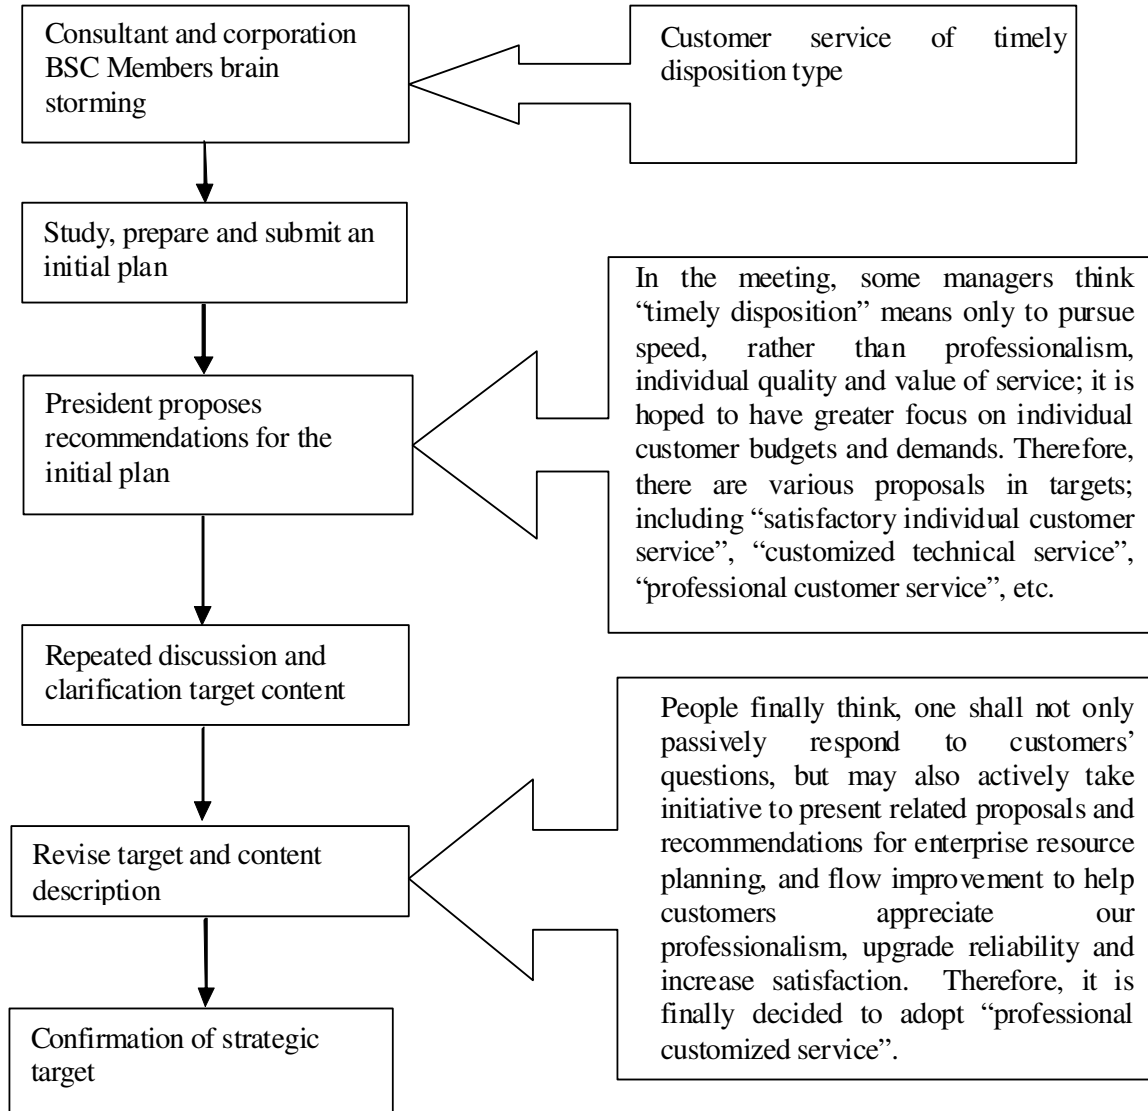 Consultant and corporation
BSC Members brain
storming
Customer service of timely
disposition type
Study, prepare and submit an
initial plan
In the meeting, some managers think
“timely disposition” means only to pursue
speed, rather than professionalism,
individual quality and value of service; it is
hoped to have greater focus on individual
customer budgets and demands. Therefore,
there are various proposals in targets;
including “satisfactory individual customer
service”, “customized technical service”,
“professional customer service”, etc.
President proposes
recommendations for the
initial plan
Repeated discussion and
clarification target content
People finally think, one shall not only
passively respond to customers’
questions, but may also actively take
initiative to present related proposals and
recommendations for enterprise resource
planning, and flow improvement to help
customers appreciate our
professionalism, upgrade reliability and
increase satisfaction. Therefore, it is
finally decided to adopt “professional
customized service”.
Revise target and content
description
Confirmation of strategic
target